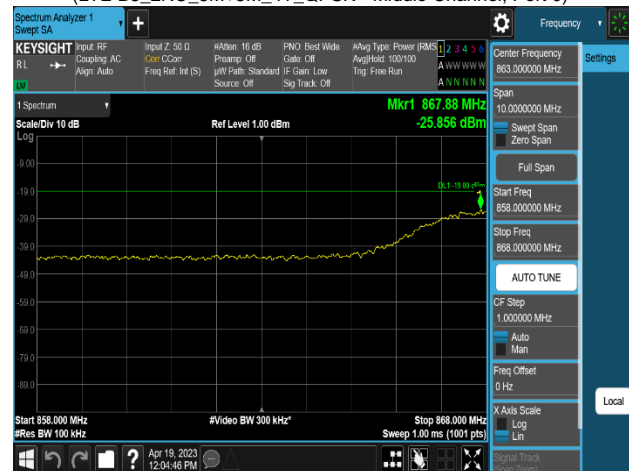 Spectrum Analyzer 1
Swept SA
+
Frequency
KEYSIGHT
RL
LM
Input: RF
Coupling: AC
Align: Auto
Input Z: 50 Ω
Corr CCorr
Freq Ref: Int (S)
#Atten: 16 dB
Preamp: Off
µW Path: Standard
Source: Off
PNO: Best Wide
Gate: Off
IF Gain: Low
Sig Track: Off
#Avg Type: Power (RMS
Avg|Hold: 100/100
Trig: Free Run
1 2 3 4 5 6
A W W W W W
A N N N N N
Center Frequency
863.000000 MHz
Settings
Span
10.0000000 MHz
Swept Span
Zero Span
Full Span
Start Freq
858.000000 MHz
Stop Freq
868.000000 MHz
AUTO TUNE
CF Step
1.000000 MHz
Auto
Man
Freq Offset
0 Hz
X Axis Scale
Log
Lin
Signal Track
(Span Zoom)
Local
1 Spectrum
Scale/Div 10 dB
Log
Ref Level 1.00 dBm
Mkr1 867.88 MHz
-25.856 dBm
-9.00
-19.0
DL1 -19.00 dBm
-29.0
-39.0
-49.0
-59.0
-69.0
-79.0
-89.0
Start 858.000 MHz
#Res BW 100 kHz
#Video BW 300 kHz*
Stop 868.000 MHz
Sweep 1.00 ms (1001 pts)
?
Apr 19, 2023
12:04:46 PM